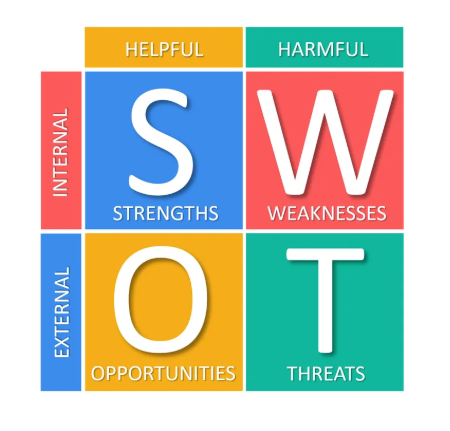 HELPFUL HARMFUL
INTERNAL
S W
STRENGTHS WEAKNESSES
EXTERNAL
O T
OPPORTUNITIES THREATS